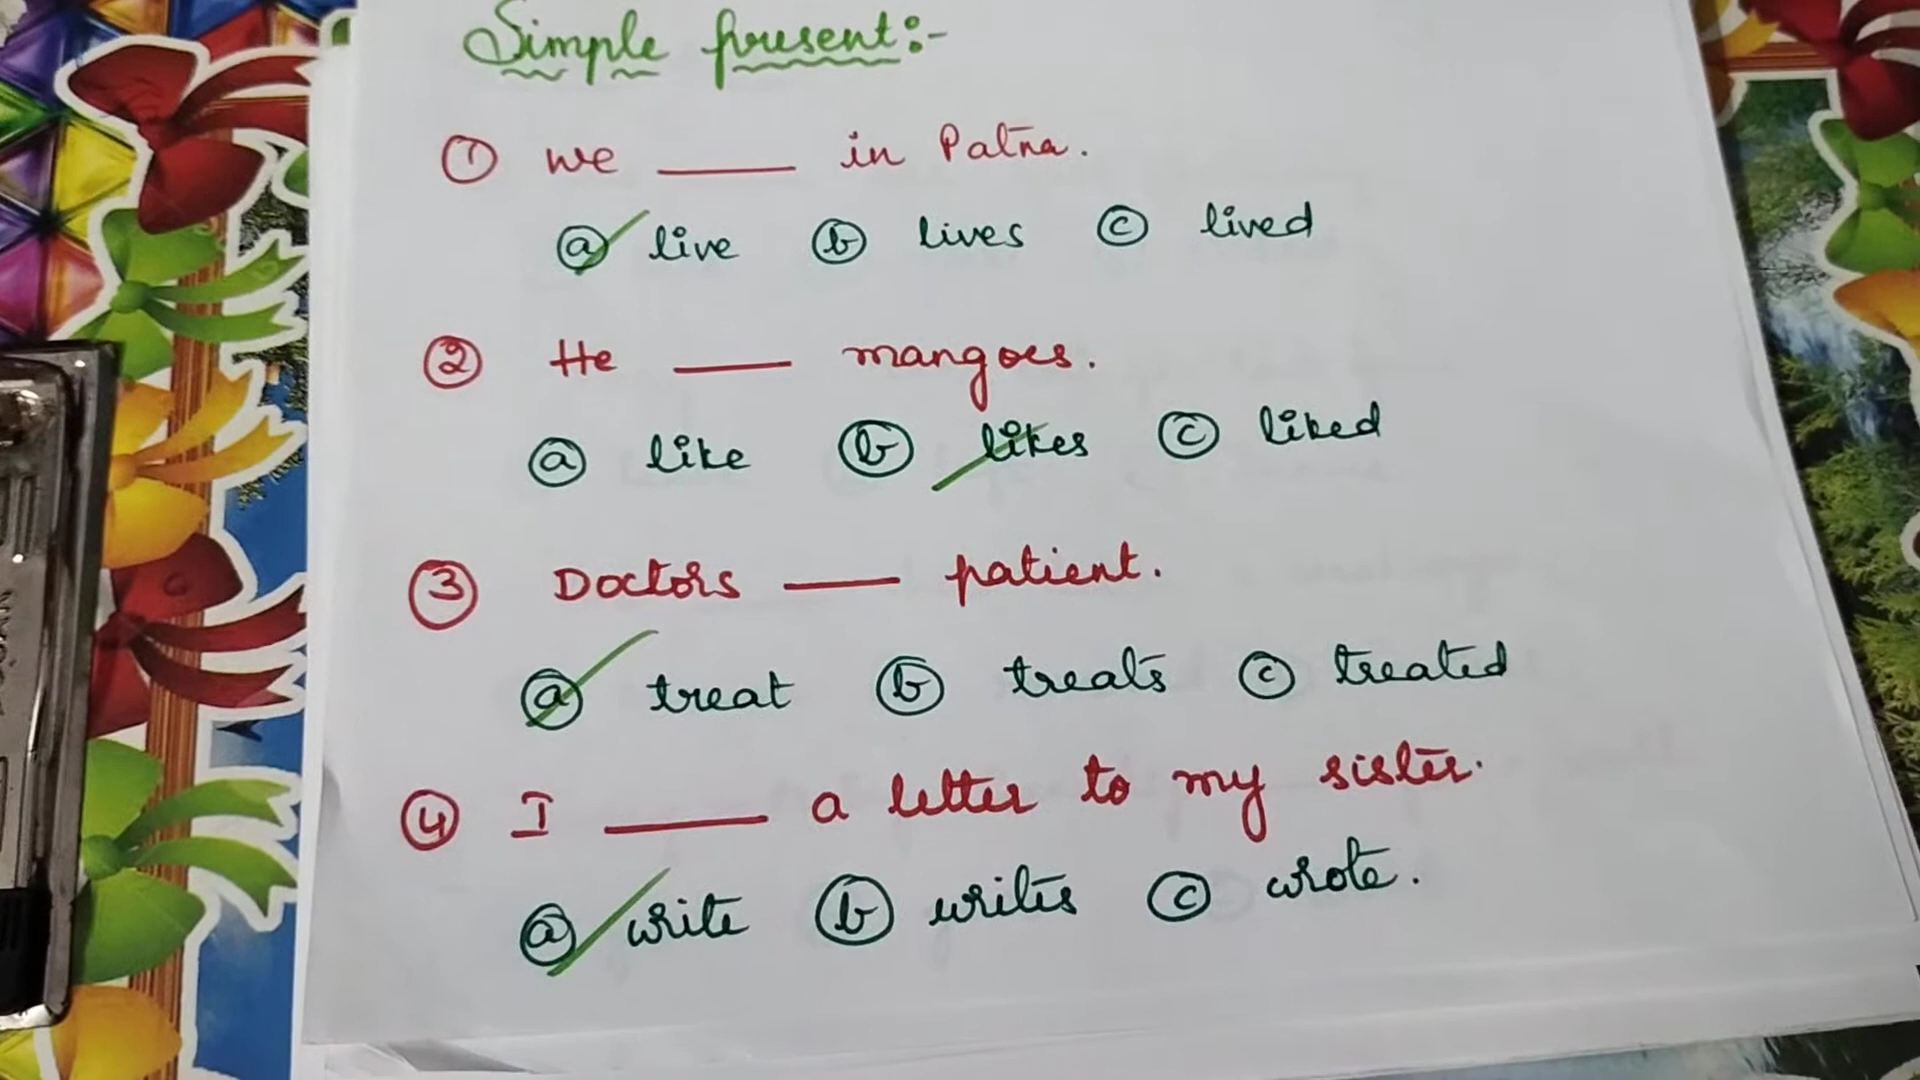 Simple present:-
① We ____ in Patna.
ⓐ live ⓑ lives ⓒ lived
② He ____ mangoes.
ⓐ like ⓑ likes ⓒ liked
③ Doctors ____ patient.
ⓐ treat ⓑ treats ⓒ treated
④ I ____ a letter to my sister.
ⓐ write ⓑ writes ⓒ wrote.